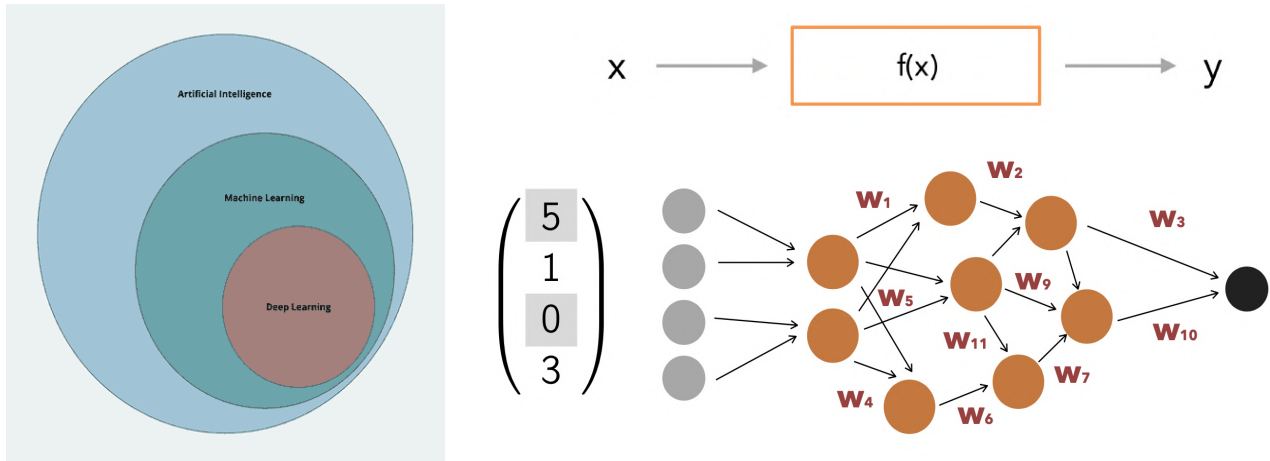 Artificial Intelligence
Machine Learning
Deep Learning
x
f(x)
y
5
1
0
3
w₁
w₂
w₃
w₅
w₉
w₁₁
w₁₀
w₄
w₆
w₇